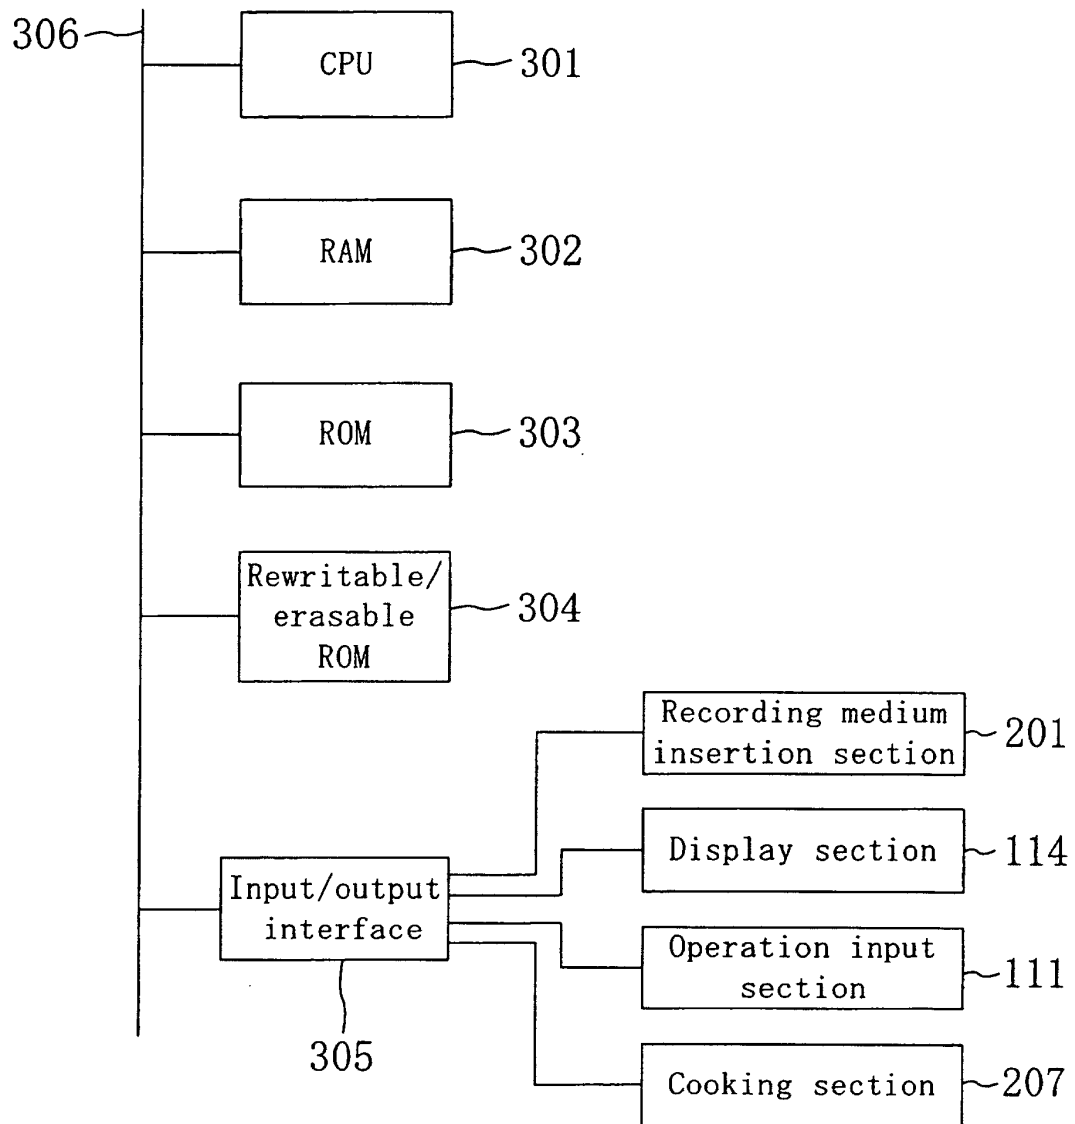 306
CPU
301
RAM
302
ROM
303
Rewritable/
erasable
ROM
304
Recording medium
insertion section
201
Display section
114
Input/output
interface
305
Operation input
section
111
Cooking section
207